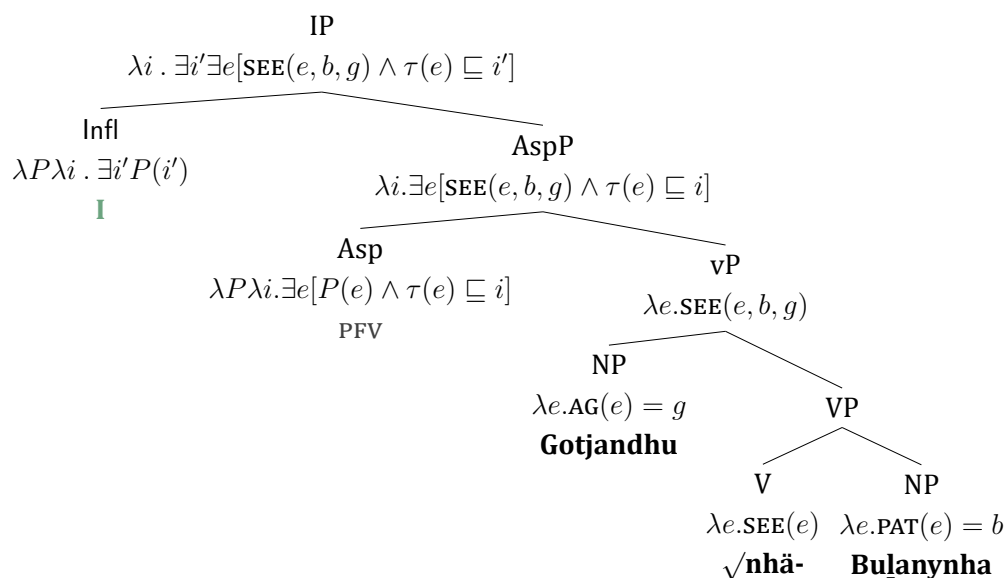 IP
λi . ∃i′∃e[SEE(e, b, g) ∧ τ(e) ⊑ i′]
Infl
λPλi . ∃i′P(i′)
I
AspP
λi.∃e[SEE(e, b, g) ∧ τ(e) ⊑ i]
Asp
λPλi.∃e[P(e) ∧ τ(e) ⊑ i]
PFV
vP
λe.SEE(e, b, g)
NP
λe.AG(e) = g
Gotjandhu
VP
V
λe.SEE(e)
√nhä-
NP
λe.PAT(e) = b
Buḻanynha